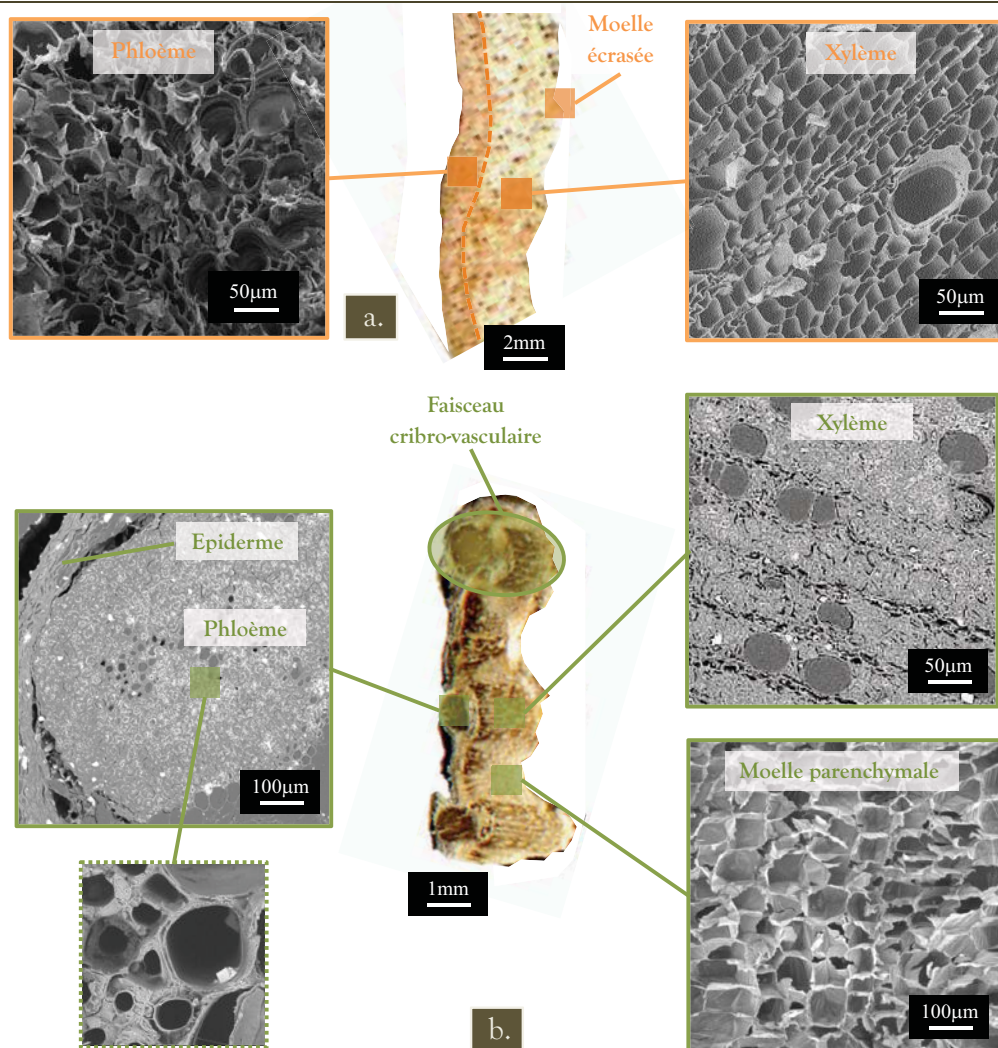 Phloème
Moelle
écrasée
Xylème
50µm
50µm
2mm
a.
Faisceau
cribro-vasculaire
Xylème
Epiderme
Phloème
50µm
100µm
Moelle parenchymale
1mm
100µm
b.